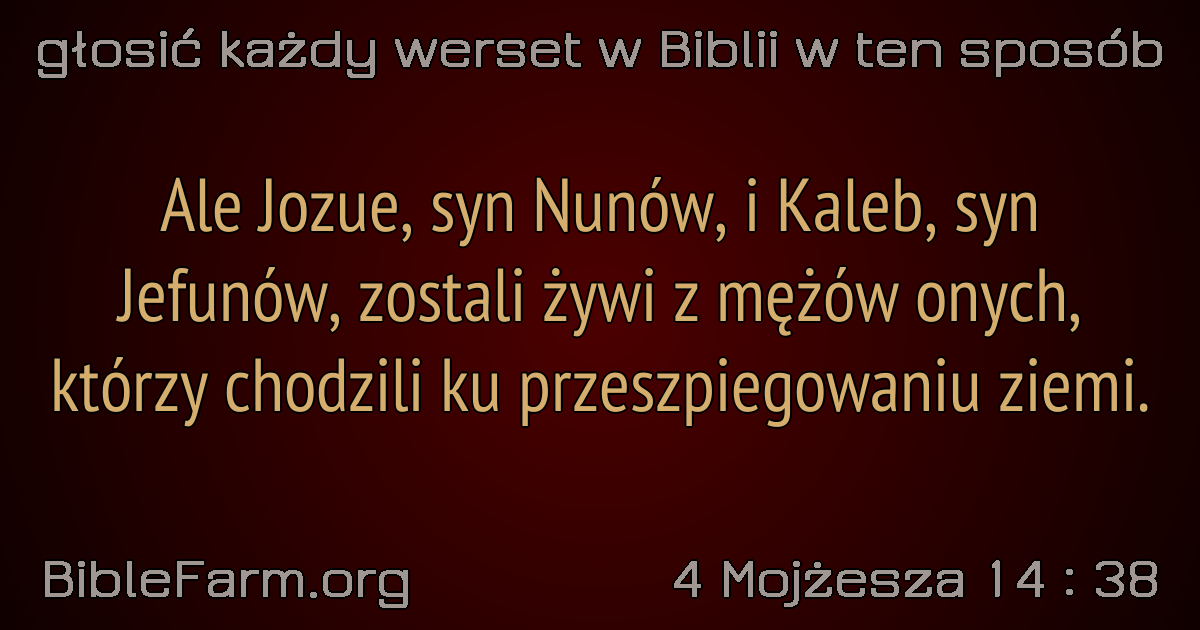 głosić każdy werset w Biblii w ten sposób
Ale Jozue, syn Nunów, i Kaleb, syn
Jefunów, zostali żywi z mężów onych,
którzy chodzili ku przeszpiegowaniu ziemi.
BibleFarm.org
4 Mojżesza 14 : 38